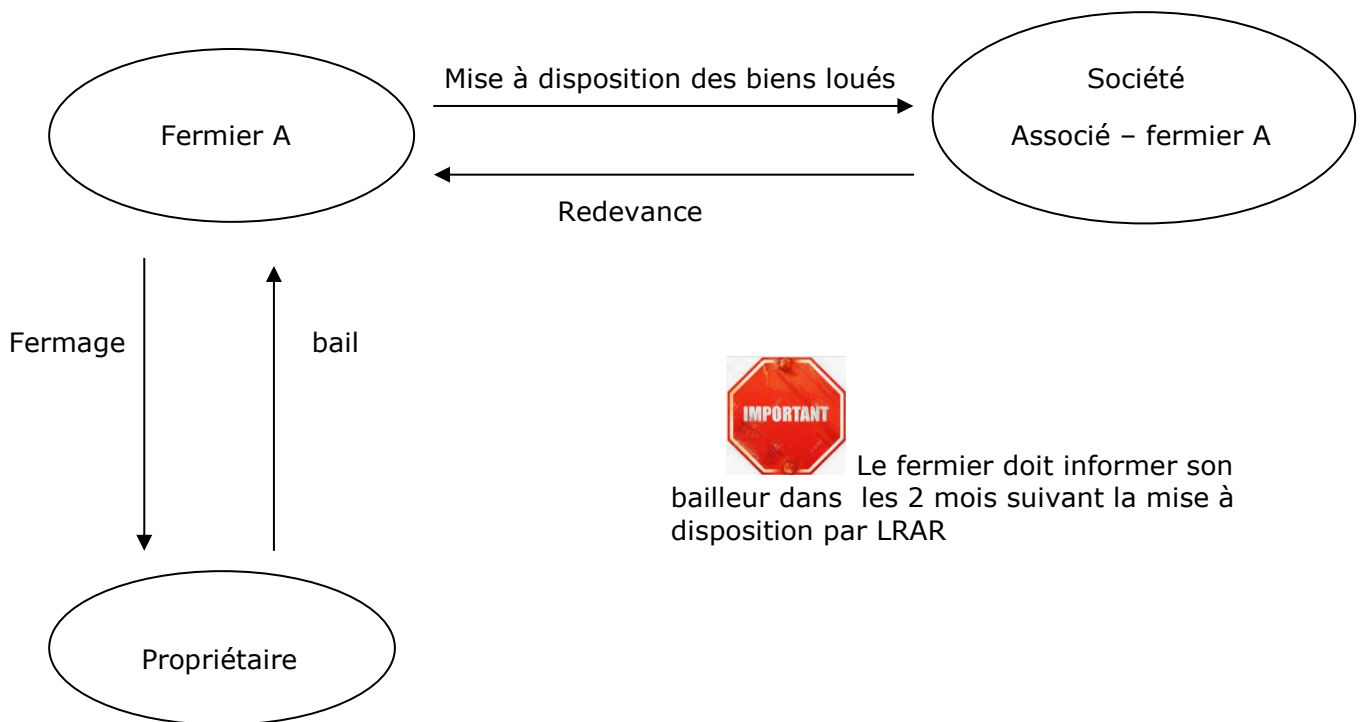 Mise à disposition des biens loués
Société
Fermier A
Associé – fermier A
Redevance
Fermage
bail
IMPORTANT
Le fermier doit informer son
bailleur dans les 2 mois suivant la mise à
disposition par LRAR
Propriétaire